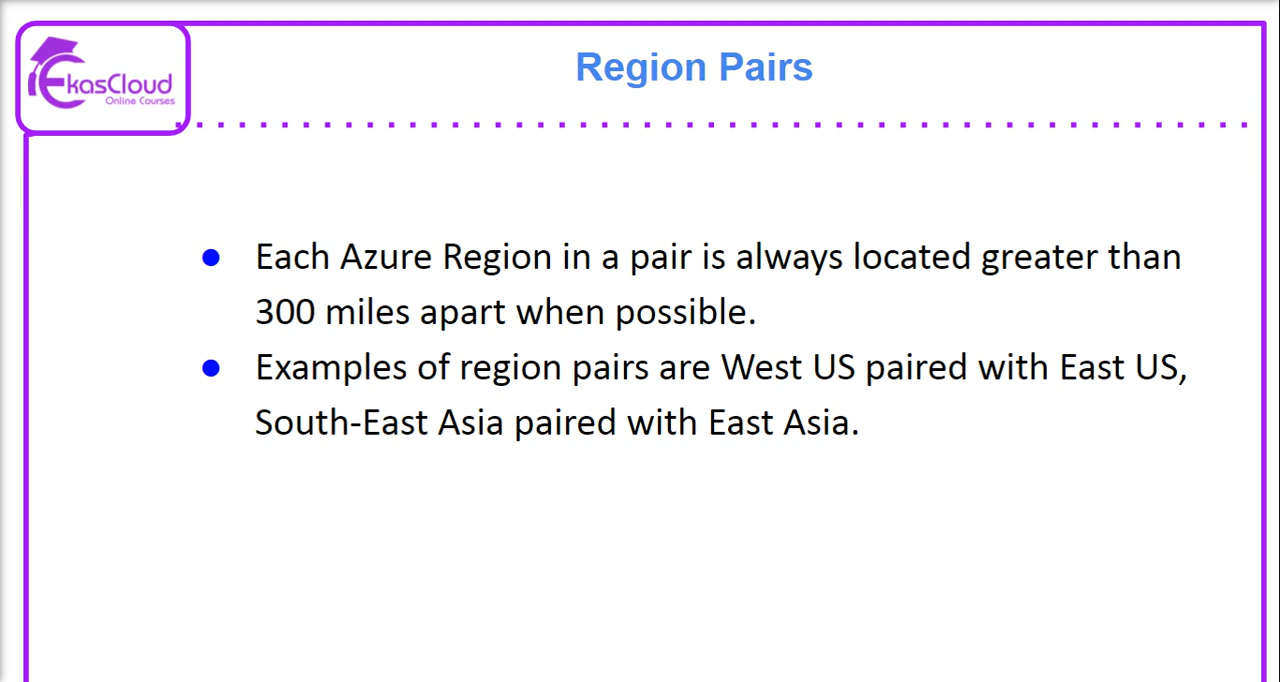 EkasCloud
Online Courses
Region Pairs
Each Azure Region in a pair is always located greater than
300 miles apart when possible.
Examples of region pairs are West US paired with East US,
South-East Asia paired with East Asia.